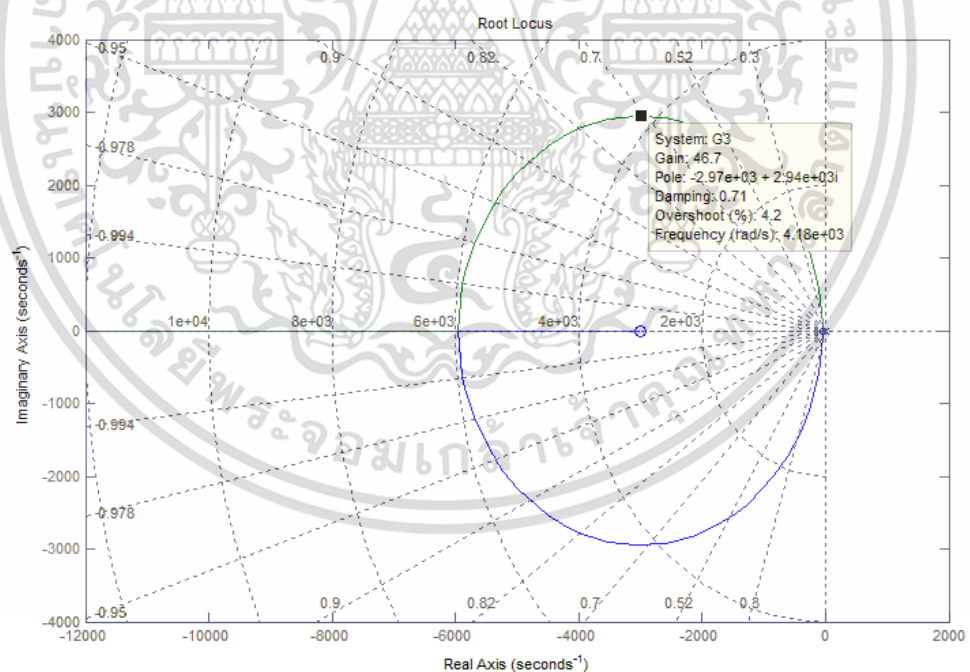 Root Locus
4000
3000
2000
1000
0
-1000
-2000
-3000
-4000
-12000
-10000
-8000
-6000
-4000
-2000
0
2000
Imaginary Axis (seconds⁻¹)
Real Axis (seconds⁻¹)
0.95
0.9
0.82
0.7
0.52
0.3
0.978
0.994
System: G3
Gain: 46.7
Pole: -2.97e+03 + 2.94e+03i
Damping: 0.71
Overshoot (%): 4.2
Frequency (rad/s): 4.18e+03
1e+04
8e+03
6e+03
4e+03
2e+03
0.994
0.978
0.95
0.9
0.82
0.7
0.52
0.3